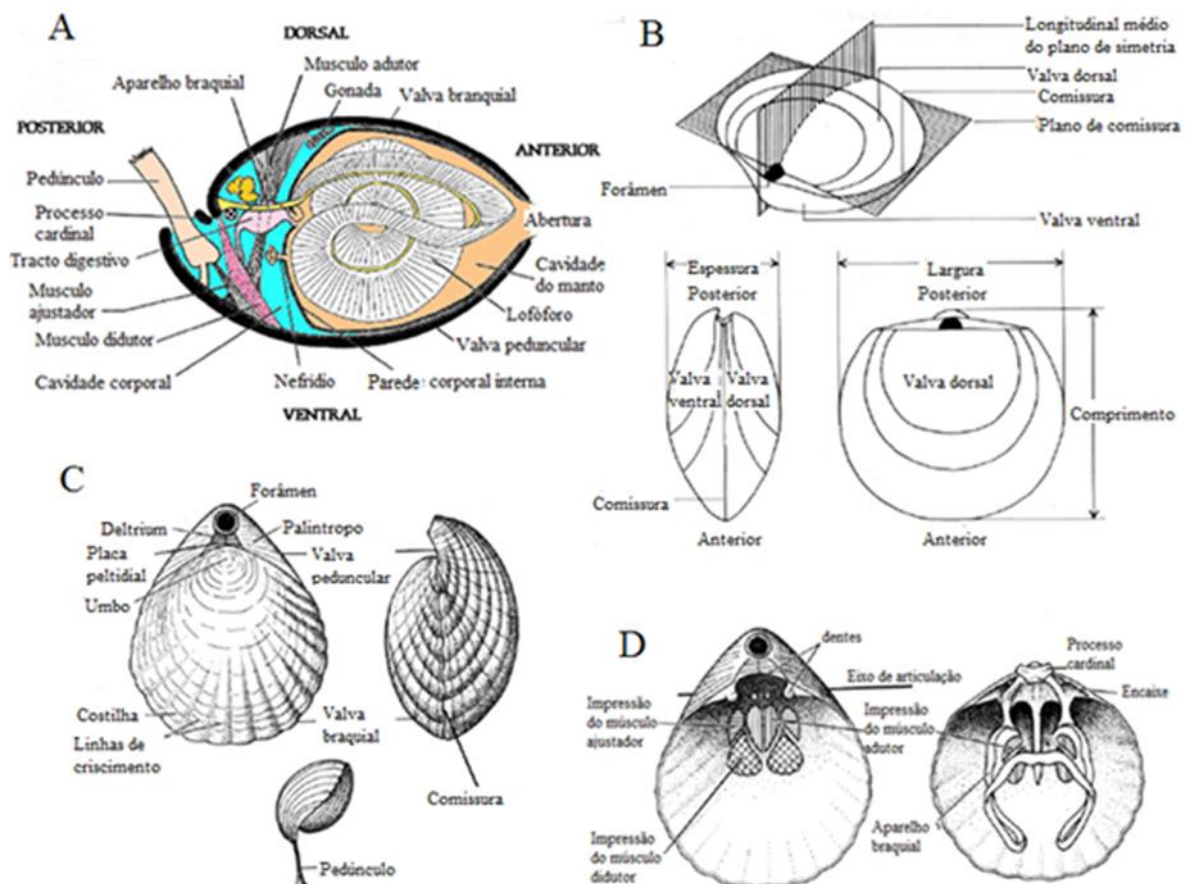 A
DORSAL
Aparelho braquial
Musculo adutor
Gonada
Valva branquial
POSTERIOR
ANTERIOR
Pedúnculo
Processo
cardinal
Tracto digestivo
Musculo
ajustador
Musculo didutor
Cavidade corporal
Nefridio
Parede: corporal interna
Abertura
Cavidade
do manto
Lofóforo
Valva peduncular
VENTRAL
B
Longitudinal médio
do plano de simetria
Valva dorsal
Comissura
Plano de comissura
Forâmen
Valva ventral
Espessura
Posterior
Valva
ventral
Valva
dorsal
Comissura
Anterior
Largura
Posterior
Valva dorsal
Comprimento
Anterior
C
Forâmen
Deltrium
Palintropo
Placa
peltidial
Valva
peduncular
Umbo
Costilha
Linhas de
criscimento
Valva
braquial
Comissura
Pedúnculo
D
dentes
Eixo de articulação
Impressão
do músculo
ajustador
Impressão
do músculo
adutor
Impressão
do músculo
didutor
Processo
cardinal
Encaise
Aparelho
braquial